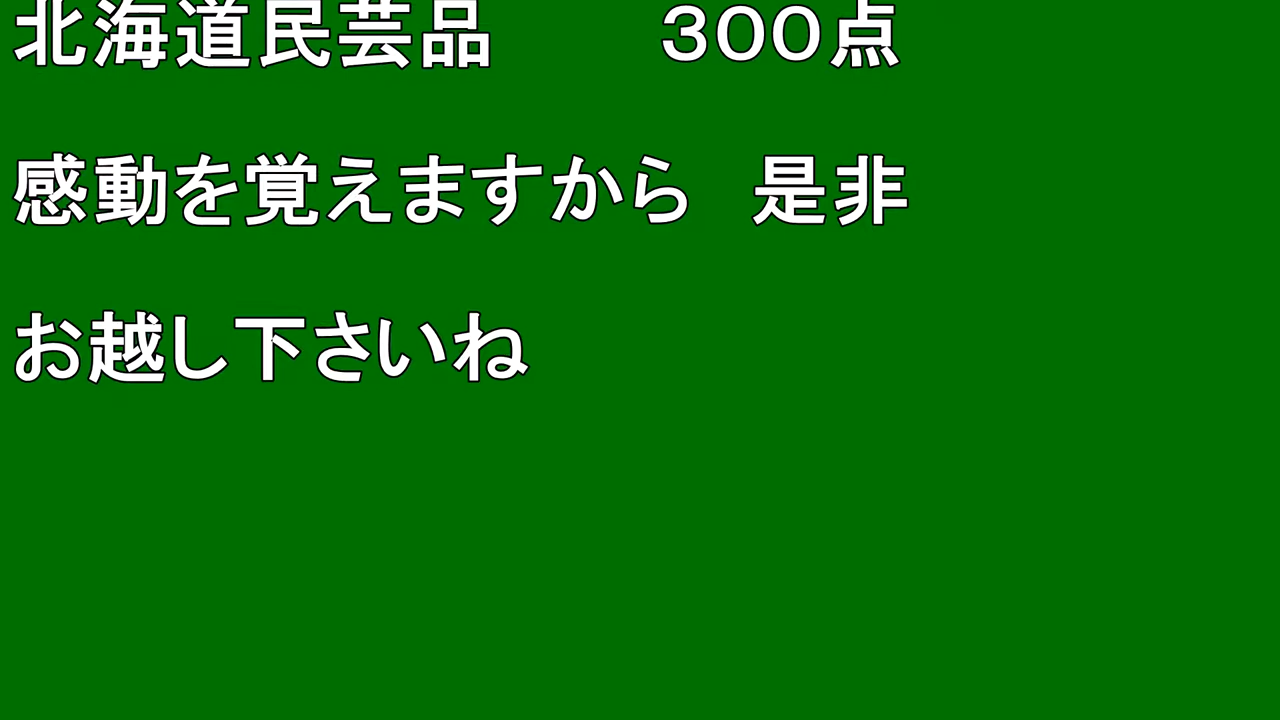 北海道民芸品　　３００点
感動を覚えますから　是非
お越し下さいね